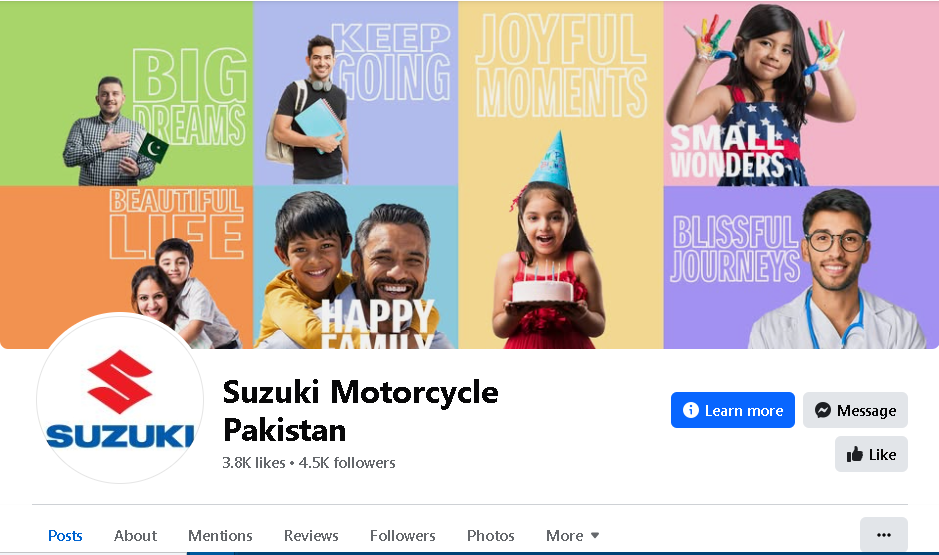 BIG
DREAMS
KEEP
GOING
JOYFUL
MOMENTS
SMALL
WONDERS
BEAUTIFUL
LIFE
HAPPY
FAMILY
BLISSFUL
JOURNEYS
SUZUKI
Suzuki Motorcycle
Pakistan
3.8K likes • 4.5K followers
Learn more
Message
Like
Posts About Mentions Reviews Followers Photos More